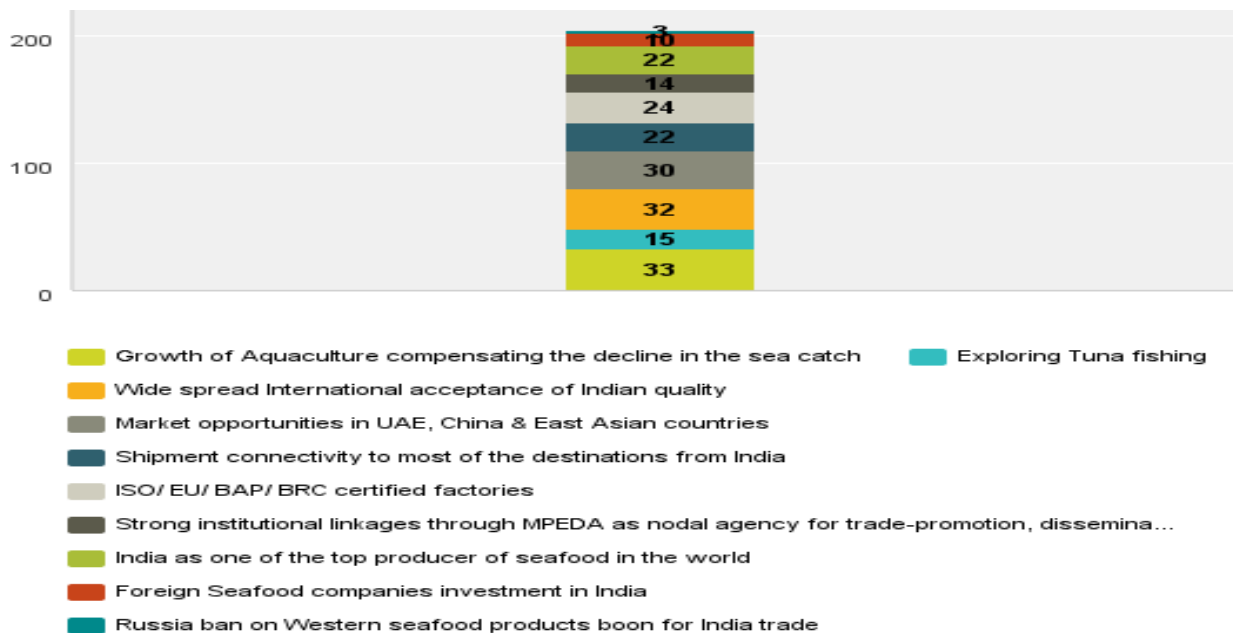 200
3
10
22
14
24
22
100
30
32
15
33
0
Growth of Aquaculture compensating the decline in the sea catch Exploring Tuna fishing
Wide spread International acceptance of Indian quality
Market opportunities in UAE, China & East Asian countries
Shipment connectivity to most of the destinations from India
ISO/ EU/ BAP/ BRC certified factories
Strong institutional linkages through MPEDA as nodal agency for trade-promotion, dissemina...
India as one of the top producer of seafood in the world
Foreign Seafood companies investment in India
Russia ban on Western seafood products boon for India trade